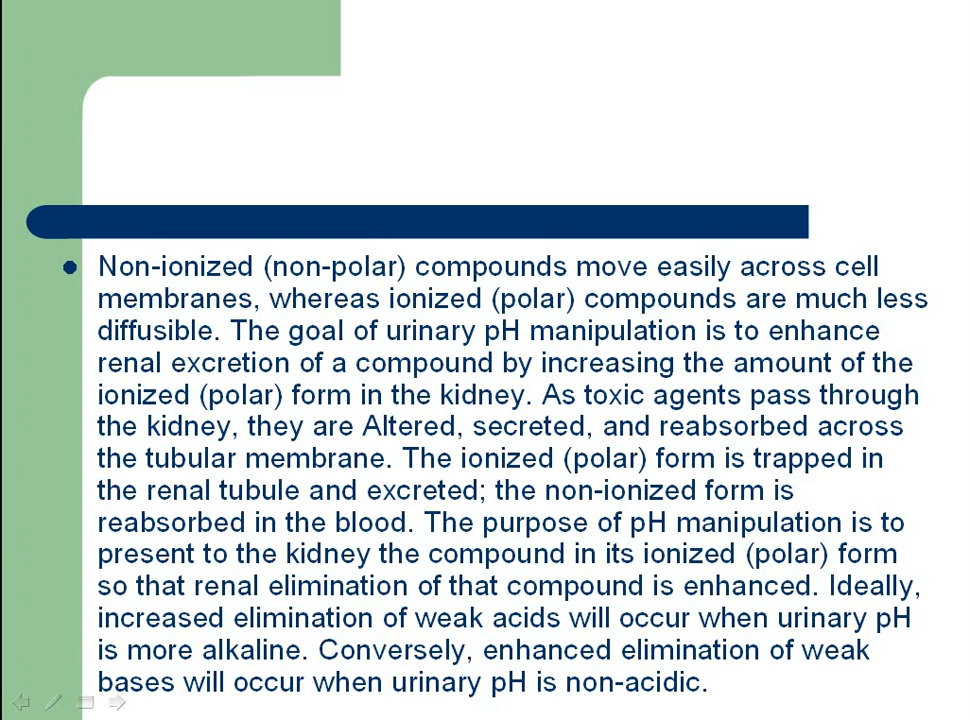 Non-ionized (non-polar) compounds move easily across cell
membranes, whereas ionized (polar) compounds are much less
diffusible. The goal of urinary pH manipulation is to enhance
renal excretion of a compound by increasing the amount of the
ionized (polar) form in the kidney. As toxic agents pass through
the kidney, they are Altered, secreted, and reabsorbed across
the tubular membrane. The ionized (polar) form is trapped in
the renal tubule and excreted; the non-ionized form is
reabsorbed in the blood. The purpose of pH manipulation is to
present to the kidney the compound in its ionized (polar) form
so that renal elimination of that compound is enhanced. Ideally,
increased elimination of weak acids will occur when urinary pH
is more alkaline. Conversely, enhanced elimination of weak
bases will occur when urinary pH is non-acidic.